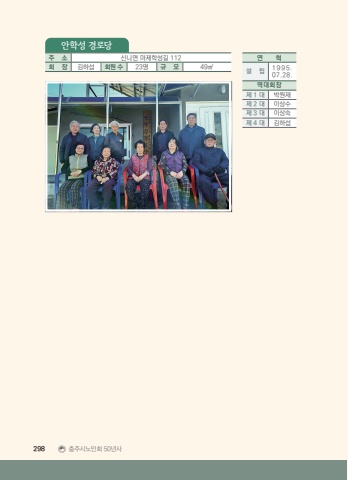 안학성 경로당
주 소 신니면 마제학성길 112
회 장 김하섭 회원수 23명 규 모 49㎡
연 혁
설 립 1995. 07.28.
역대회장
제1대 박원재
제2대 이상수
제3대 이상숙
제4대 김하섭
298 충주시노인회 50년사